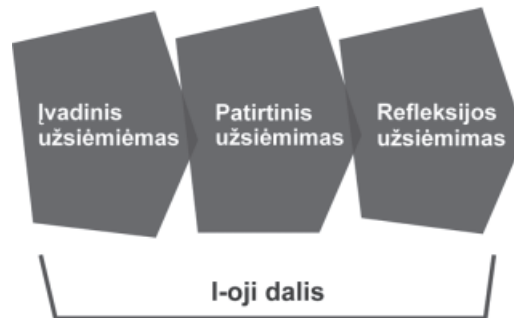 Įvadinis
užsiėmiėmas
Patirtinis
užsiėmimas
Refleksijos
užsiėmimas
I-oji dalis